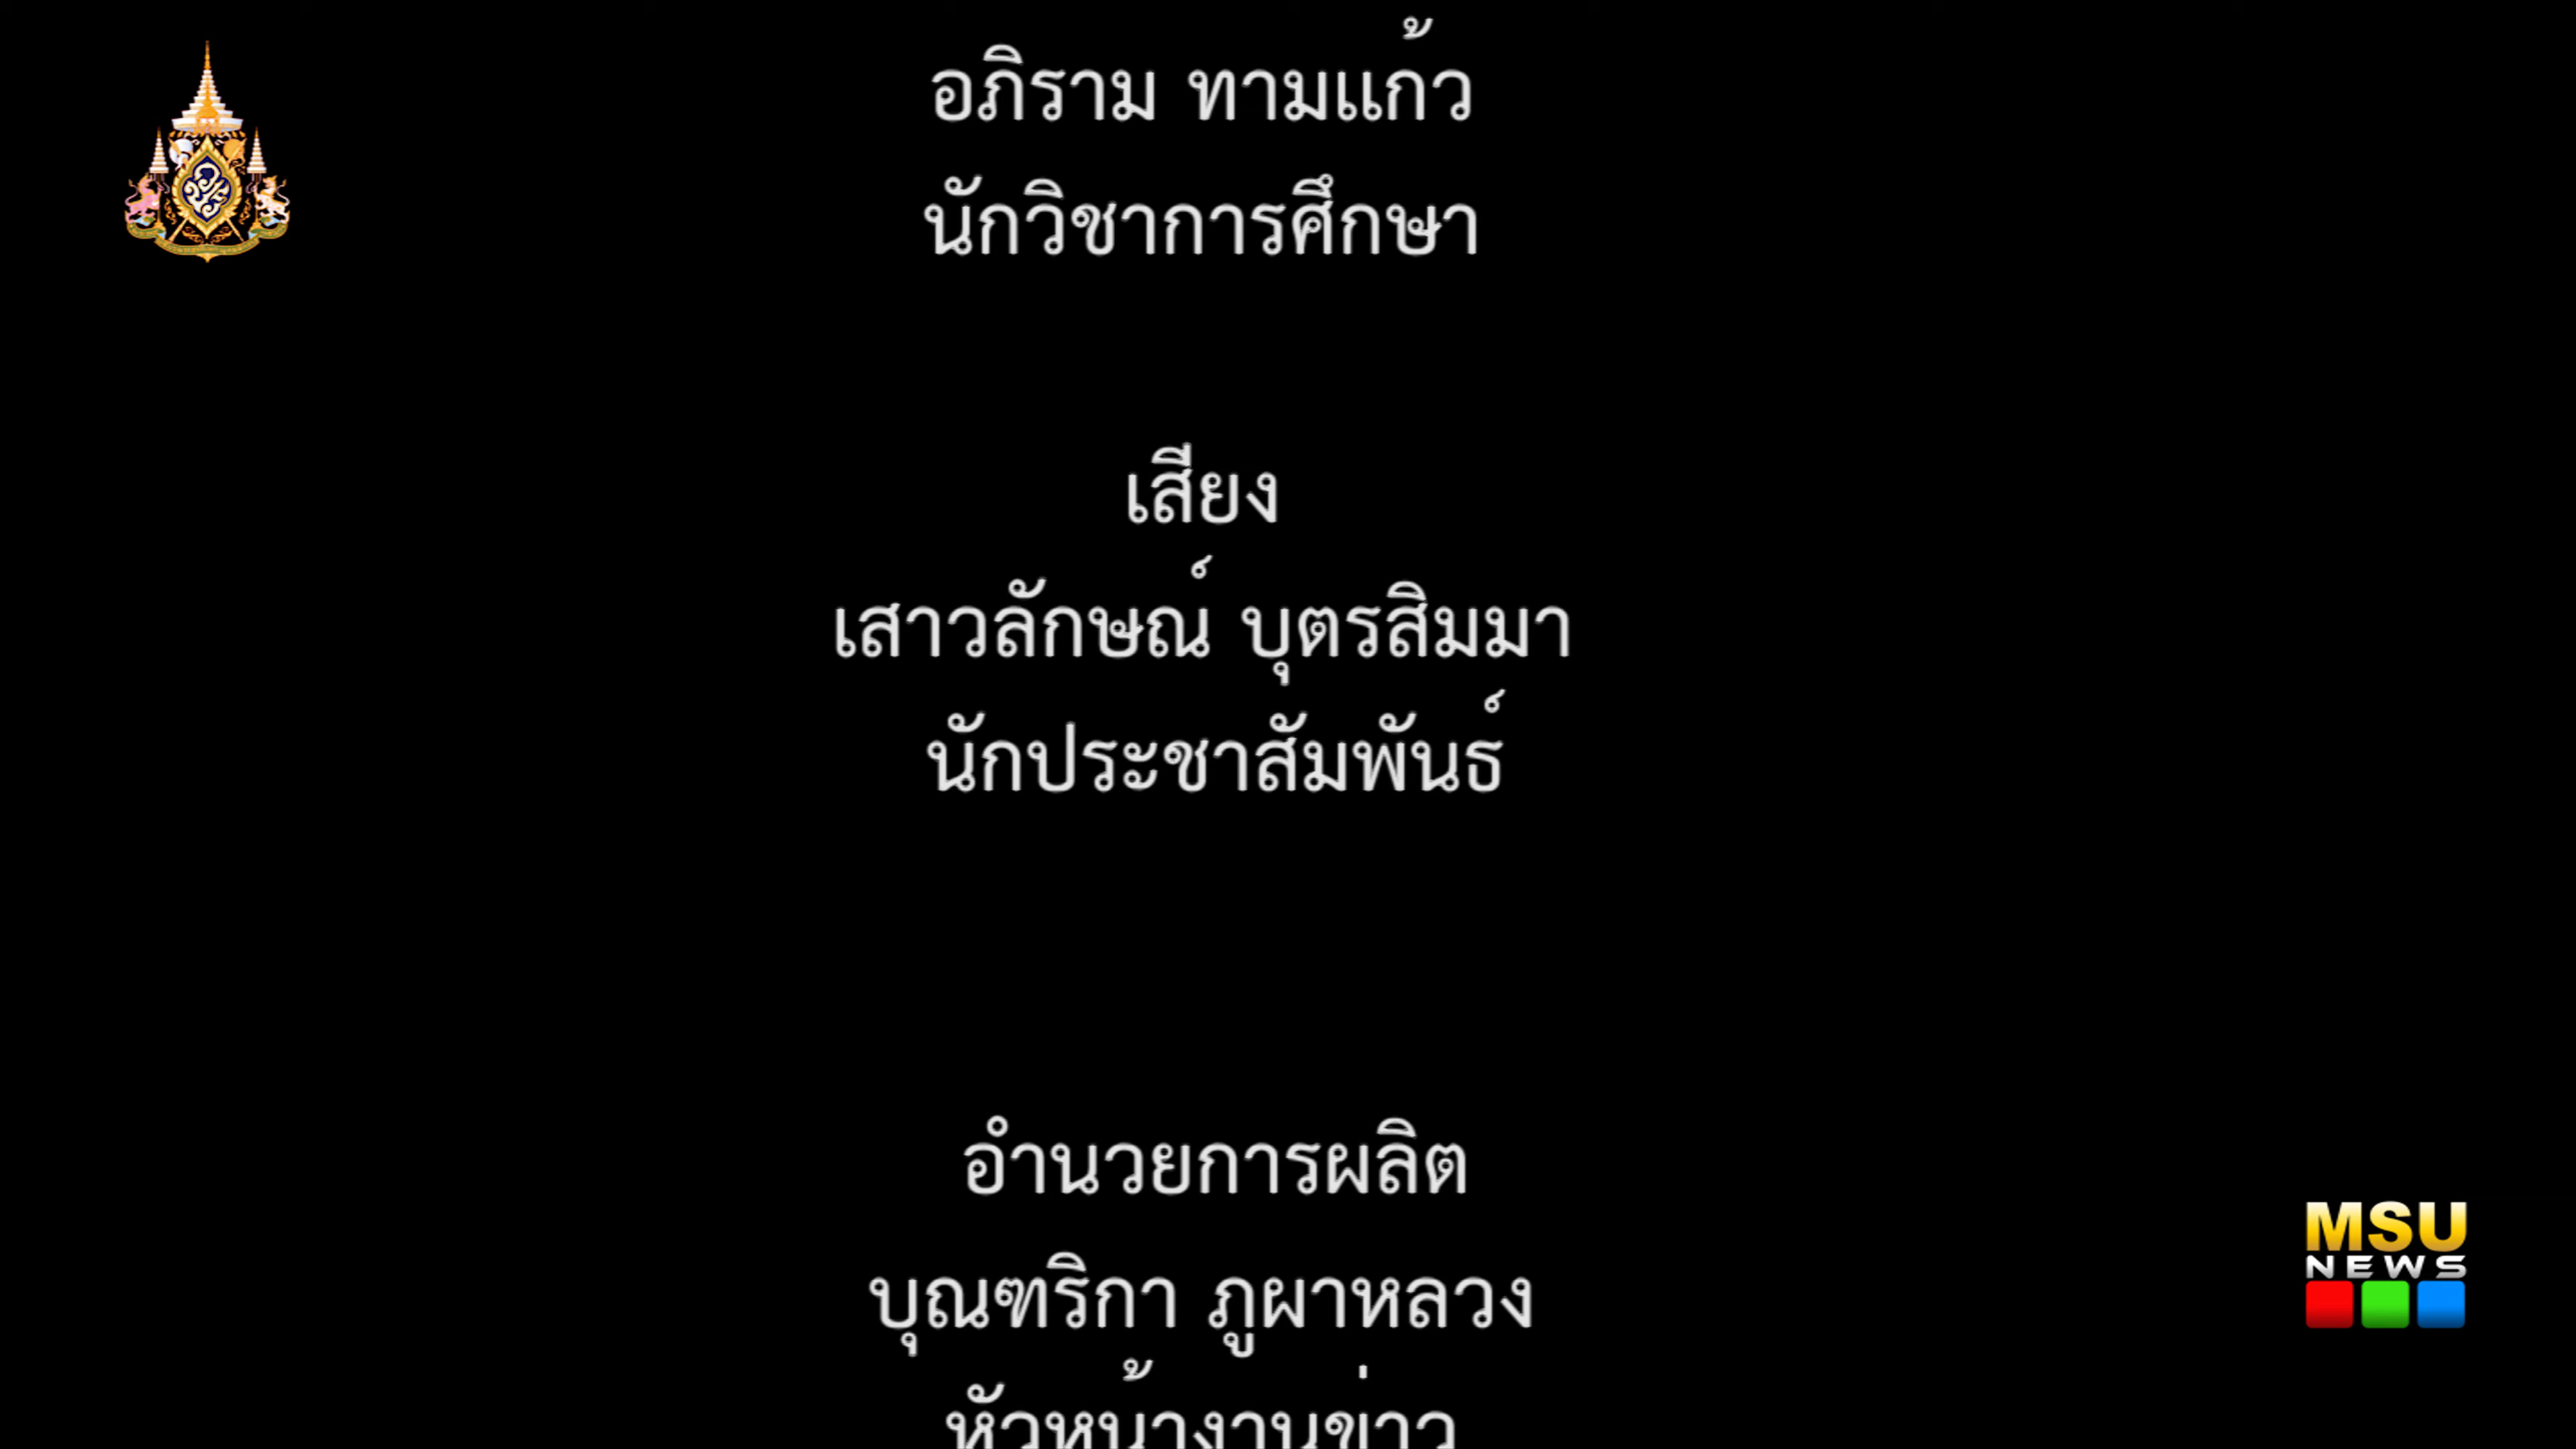 อภิราม ทามแก้ว
นักวิชาการศึกษา
เสียง
เสาวลักษณ์ บุตรสิมมา
นักประชาสัมพันธ์
อำนวยการผลิต
บุณฑริกา ภูผาหลวง
หัวหน้างานข่าว
MSU
NEWS